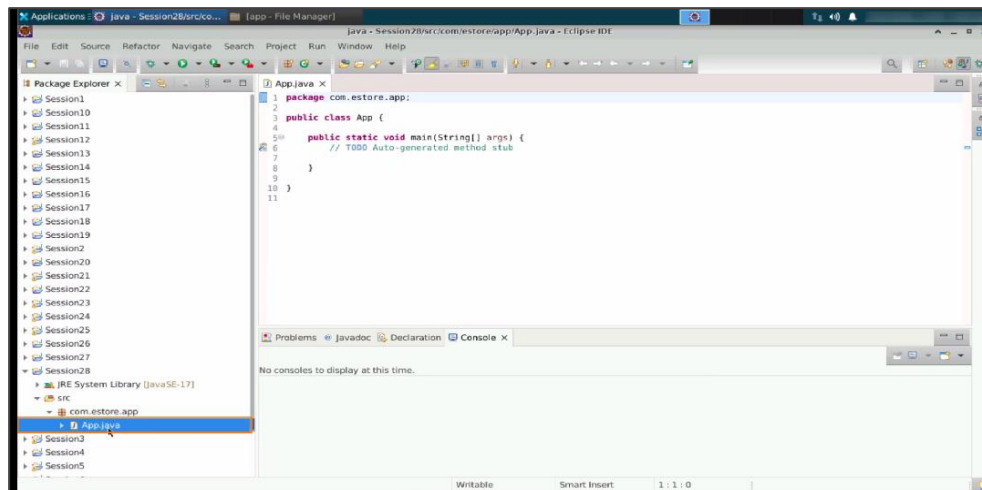 Applications java - Session28/src/co... [app - File Manager]
java - Session28/src/com/estore/app/App.java - Eclipse IDE
File Edit Source Refactor Navigate Search Project Run Window Help
Package Explorer
Session1
Session10
Session11
Session12
Session13
Session14
Session15
Session16
Session17
Session18
Session19
Session2
Session20
Session21
Session22
Session23
Session24
Session25
Session26
Session27
Session28
JRE System Library [JavaSE-17]
src
com.estore.app
App.java
Session3
Session4
Session5
App.java
1 package com.estore.app;
2
3 public class App {
4
5 public static void main(String[] args) {
6 // TODO Auto-generated method stub
7
8 }
9
10 }
11
Problems Javadoc Declaration Console
No consoles to display at this time.
Writable Smart Insert 1 : 1 : 0